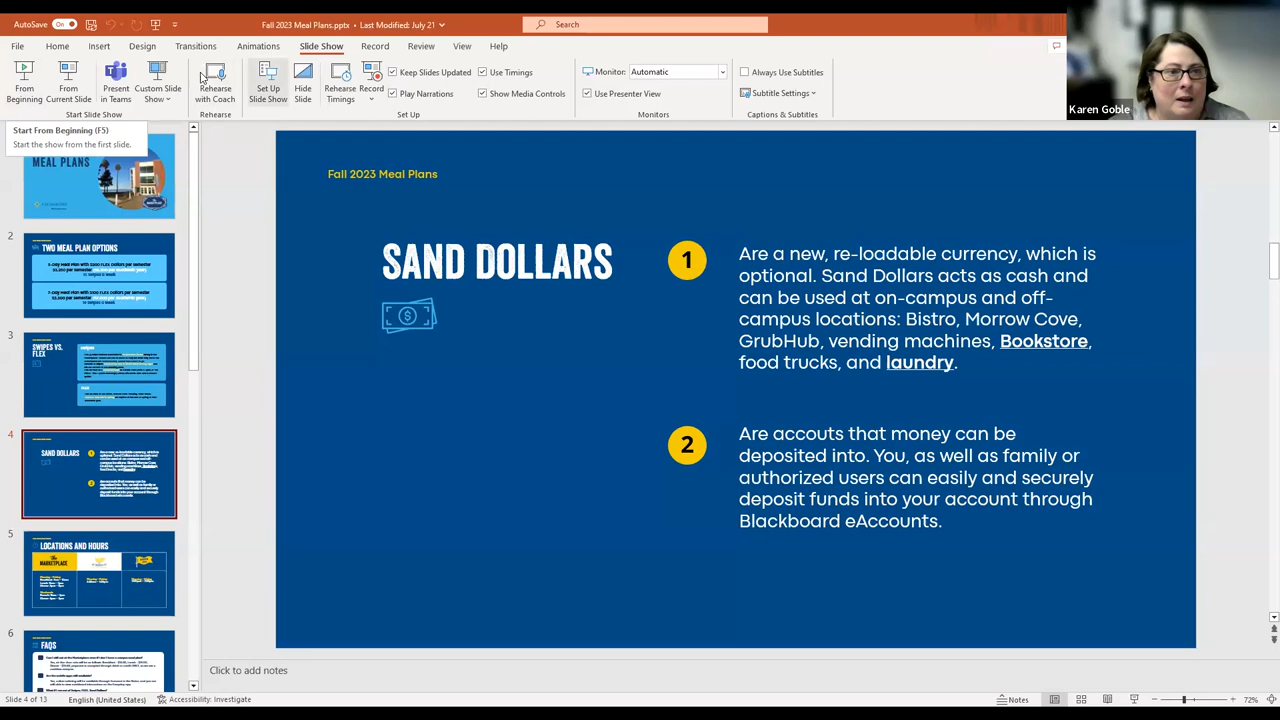 AutoSave On Fall 2023 Meal Plans.pptx • Last Modified: July 21 Search
File Home Insert Design Transitions Animations Slide Show Record Review View Help
From Beginning
From Current Slide
Present in Teams
Custom Slide Show
Rehearse with Coach
Set Up Slide Show
Hide Slide
Rehearse Timings
Record
Keep Slides Updated
Use Timings
Play Narrations
Show Media Controls
Monitor: Automatic
Use Presenter View
Always Use Subtitles
Subtitle Settings
Start Slide Show Rehearse Set Up Monitors Captions & Subtitles
Karen Goble
Start From Beginning (F5)
Start the show from the first slide.
MEAL PLANS
2
TWO MEAL PLAN OPTIONS
3
SWIPES VS.
FLEX
4
SAND DOLLARS
5
LOCATIONS AND HOURS
The
MARKETPLACE
6
FAQS
Fall 2023 Meal Plans
SAND DOLLARS
1
Are a new, re-loadable currency, which is
optional. Sand Dollars acts as cash and
can be used at on-campus and off-
campus locations: Bistro, Morrow Cove,
GrubHub, vending machines, Bookstore,
food trucks, and laundry.
2
Are accouts that money can be
deposited into. You, as well as family or
authorized users can easily and securely
deposit funds into your account through
Blackboard eAccounts.
Click to add notes
Slide 4 of 13 English (United States) Accessibility: Investigate Notes 72%